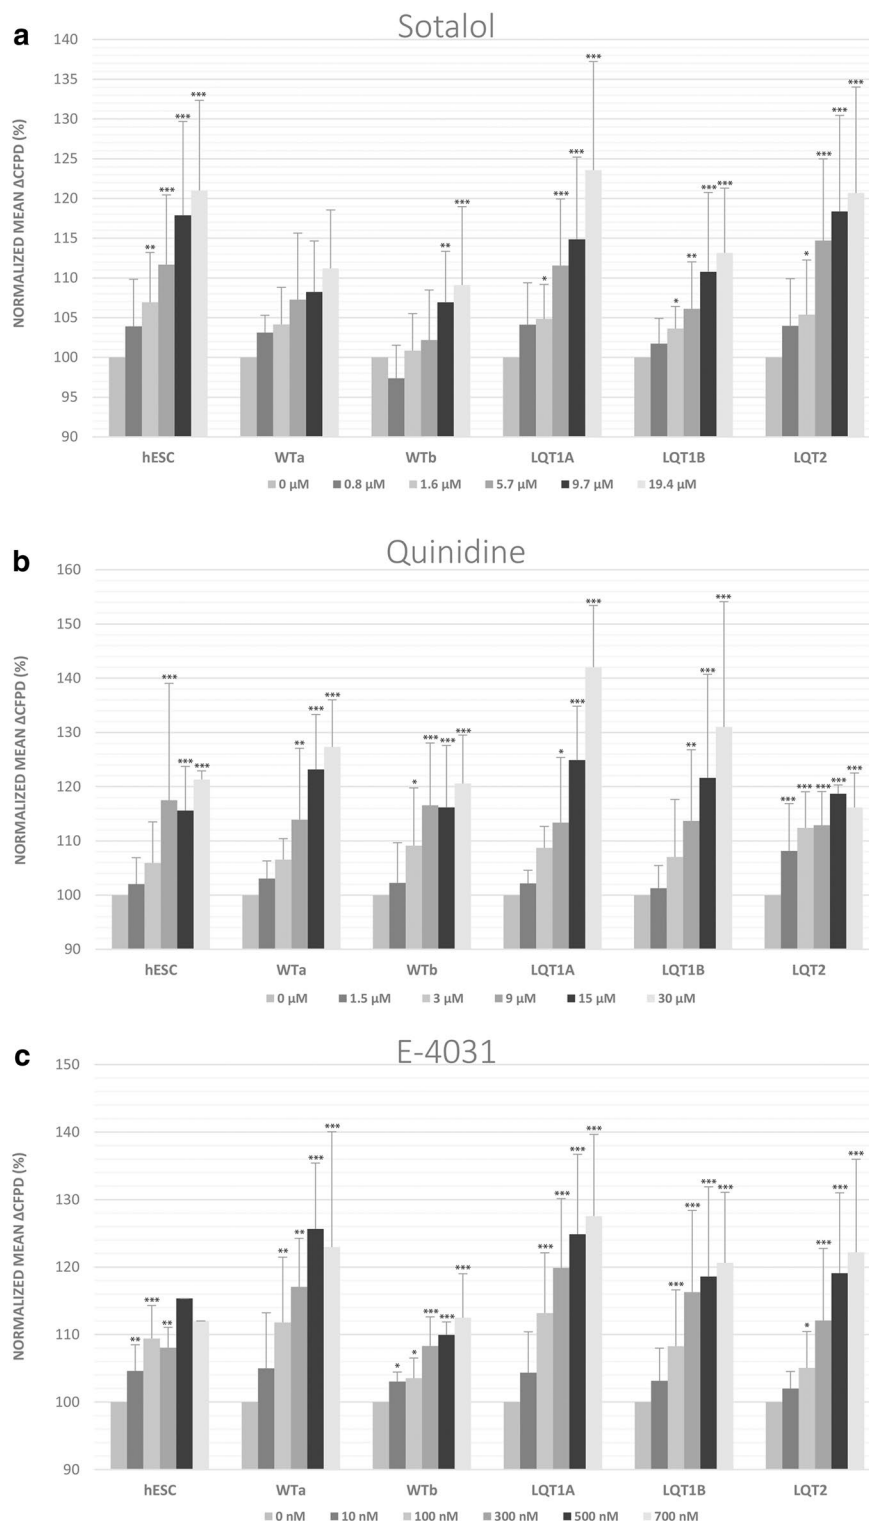 a
Sotalol
NORMALIZED MEAN ΔCFPD (%)
140
135
130
125
120
115
110
105
100
95
90
** *** *** ***
** *** ***
* *** *** ***
* ** *** ***
* *** *** ***
hESC WTa WTb LQT1A LQT1B LQT2
0 µM 0.8 µM 1.6 µM 5.7 µM 9.7 µM 19.4 µM
b
Quinidine
NORMALIZED MEAN ΔCFPD (%)
160
150
140
130
120
110
100
90
*** *** ***
** *** ***
* *** *** ***
* *** ***
** *** ***
*** *** *** *** ***
hESC WTa WTb LQT1A LQT1B LQT2
0 µM 1.5 µM 3 µM 9 µM 15 µM 30 µM
c
E-4031
NORMALIZED MEAN ΔCFPD (%)
150
140
130
120
110
100
90
** *** **
** ** *** ***
* * *** *** ***
*** *** *** ***
*** *** *** ***
* *** *** ***
hESC WTa WTb LQT1A LQT1B LQT2
0 nM 10 nM 100 nM 300 nM 500 nM 700 nM